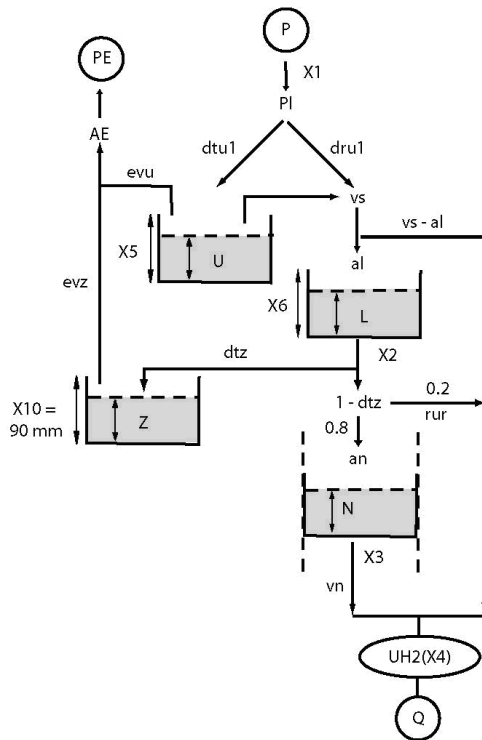 P
PE
X1
Pl
AE
dtu1
dru1
evu
vs
vs - al
X5
U
al
evz
X6
L
X2
dtz
X10 =
90 mm
Z
1 - dtz
0.2
rur
0.8
an
N
X3
vn
UH2(X4)
Q